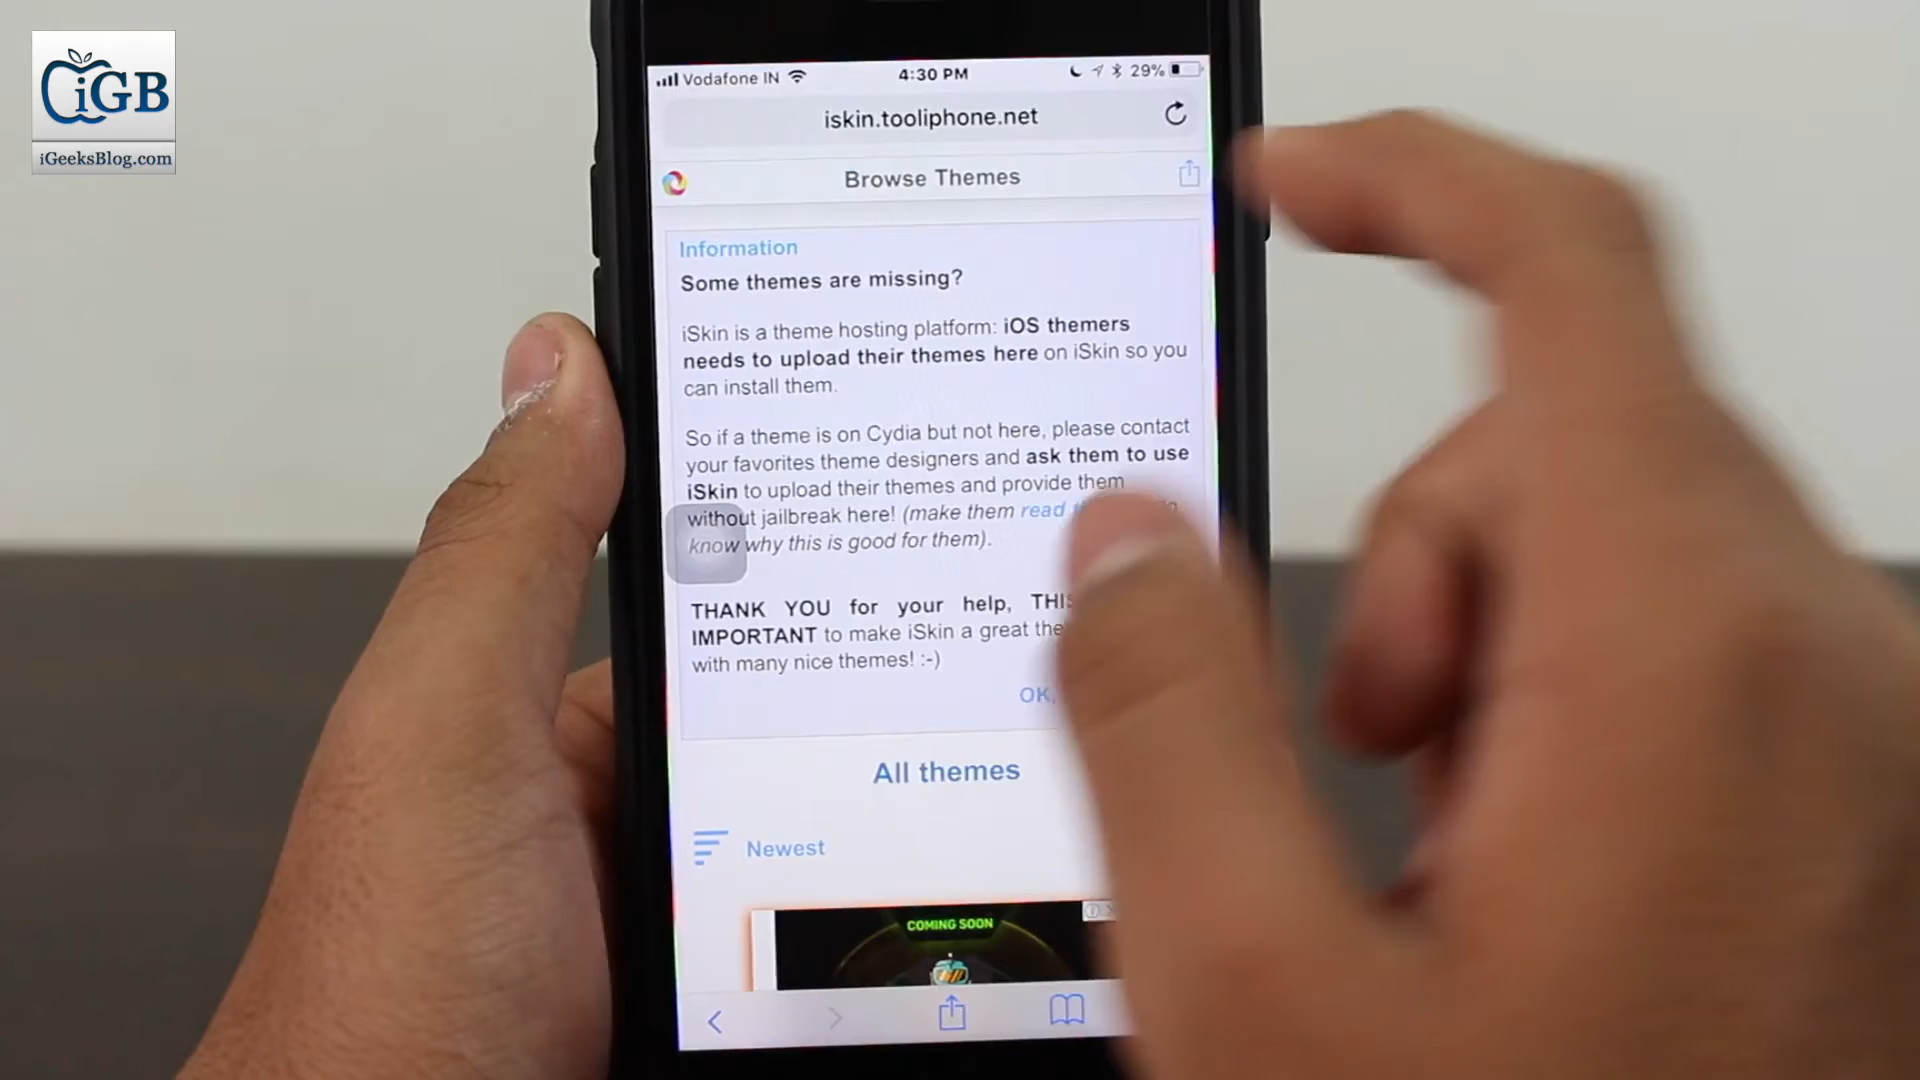 iGB
iGeeksBlog.com
Vodafone IN
4:30 PM
29%
iskin.tooliphone.net
Browse Themes
Information
Some themes are missing?
iSkin is a theme hosting platform: iOS themers
needs to upload their themes here on iSkin so you
can install them.
So if a theme is on Cydia but not here, please contact
your favorites theme designers and ask them to use
iSkin to upload their themes and provide them
without jailbreak here! (make them read
know why this is good for them).
THANK YOU for your help,
IMPORTANT to make iSkin a great
with many nice themes! :-)
OK,
All themes
Newest
COMING SOON